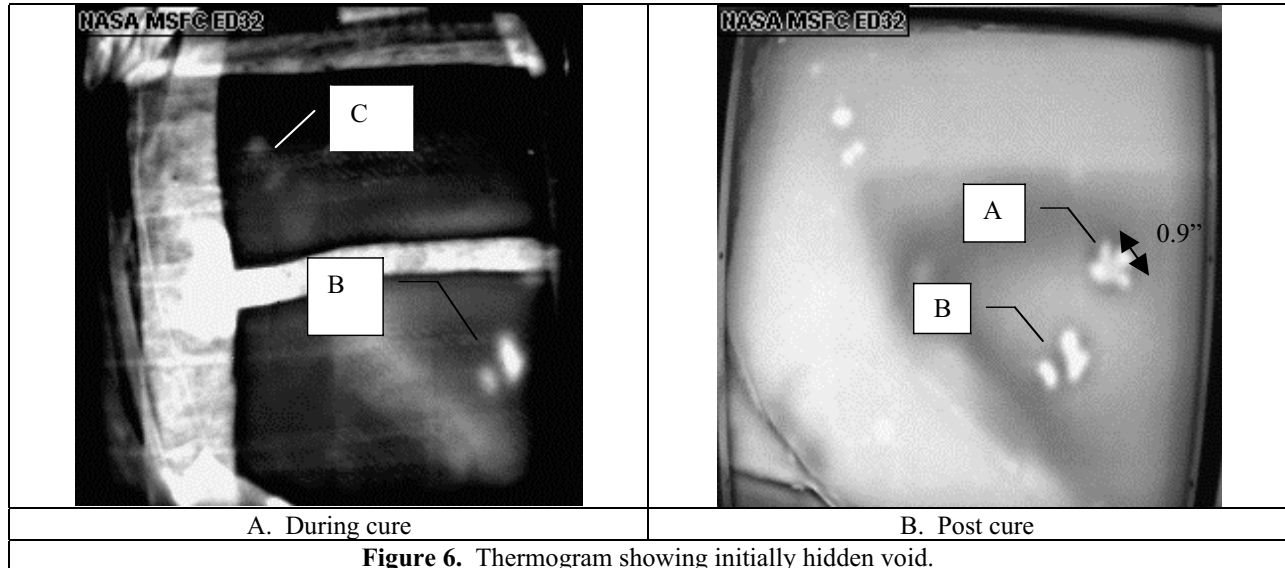 NASA MSFC ED32
C
B
NASA MSFC ED32
A
0.9”
B
A. During cure
B. Post cure
Figure 6. Thermogram showing initially hidden void.